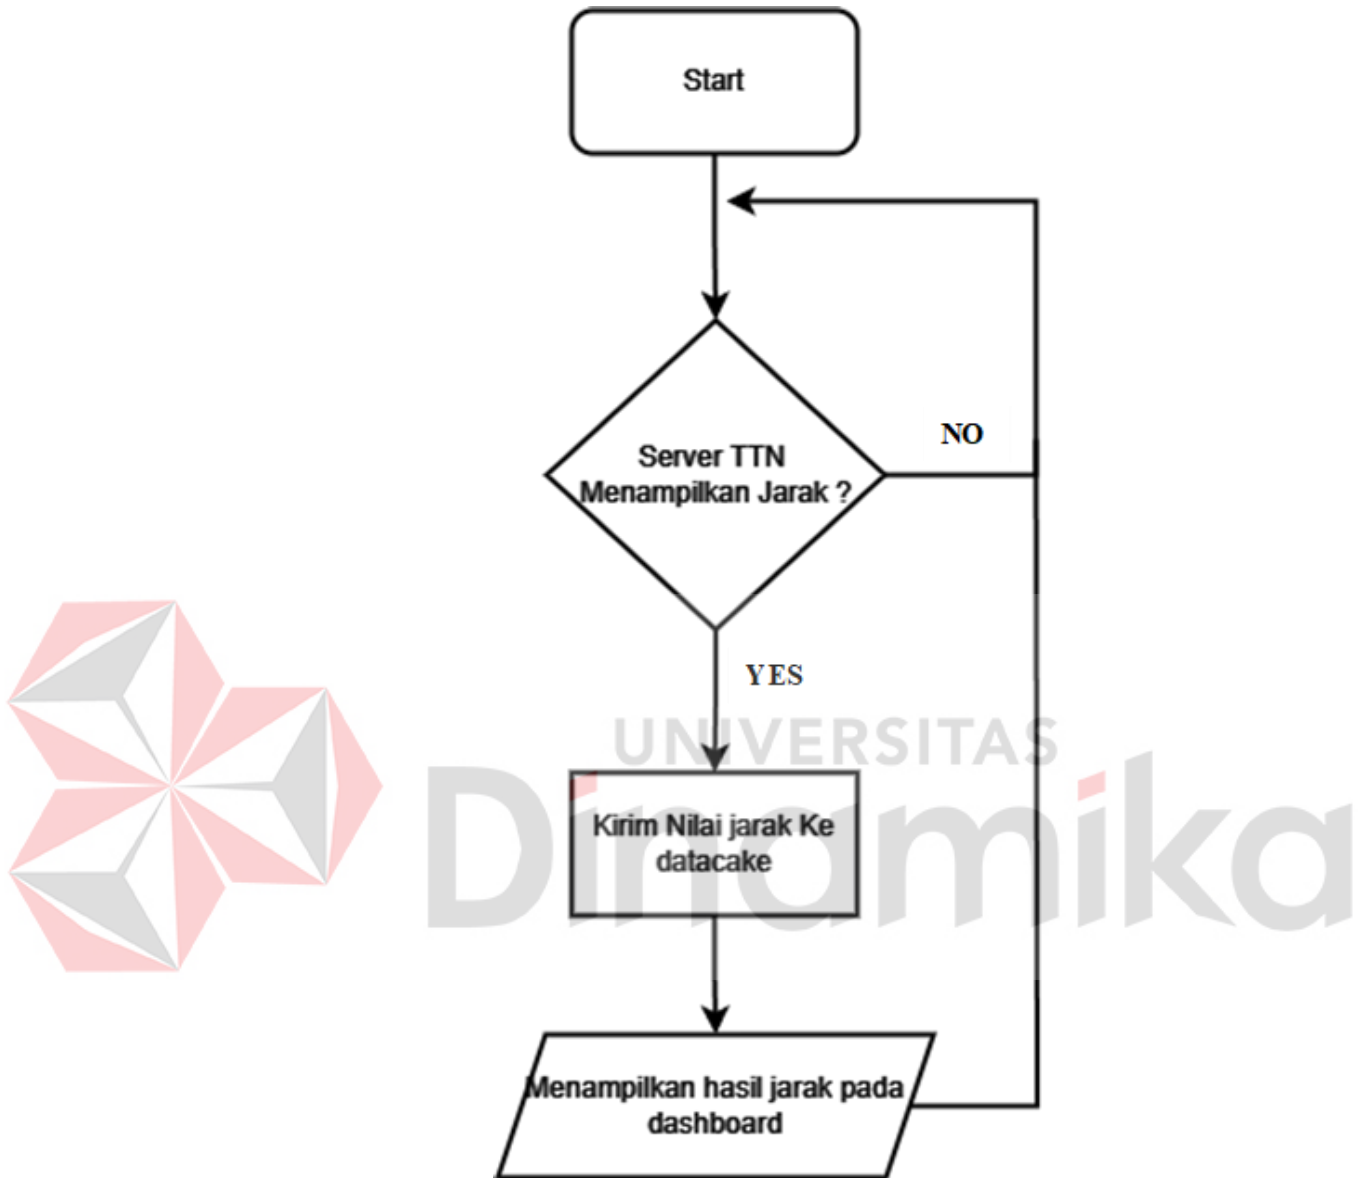 Start
NO
Server TTN
Menampilkan Jarak ?
YES
UNIVERSITAS
Dinamika
Kirim Nilai jarak Ke
datacake
Menampilkan hasil jarak pada
dashboard